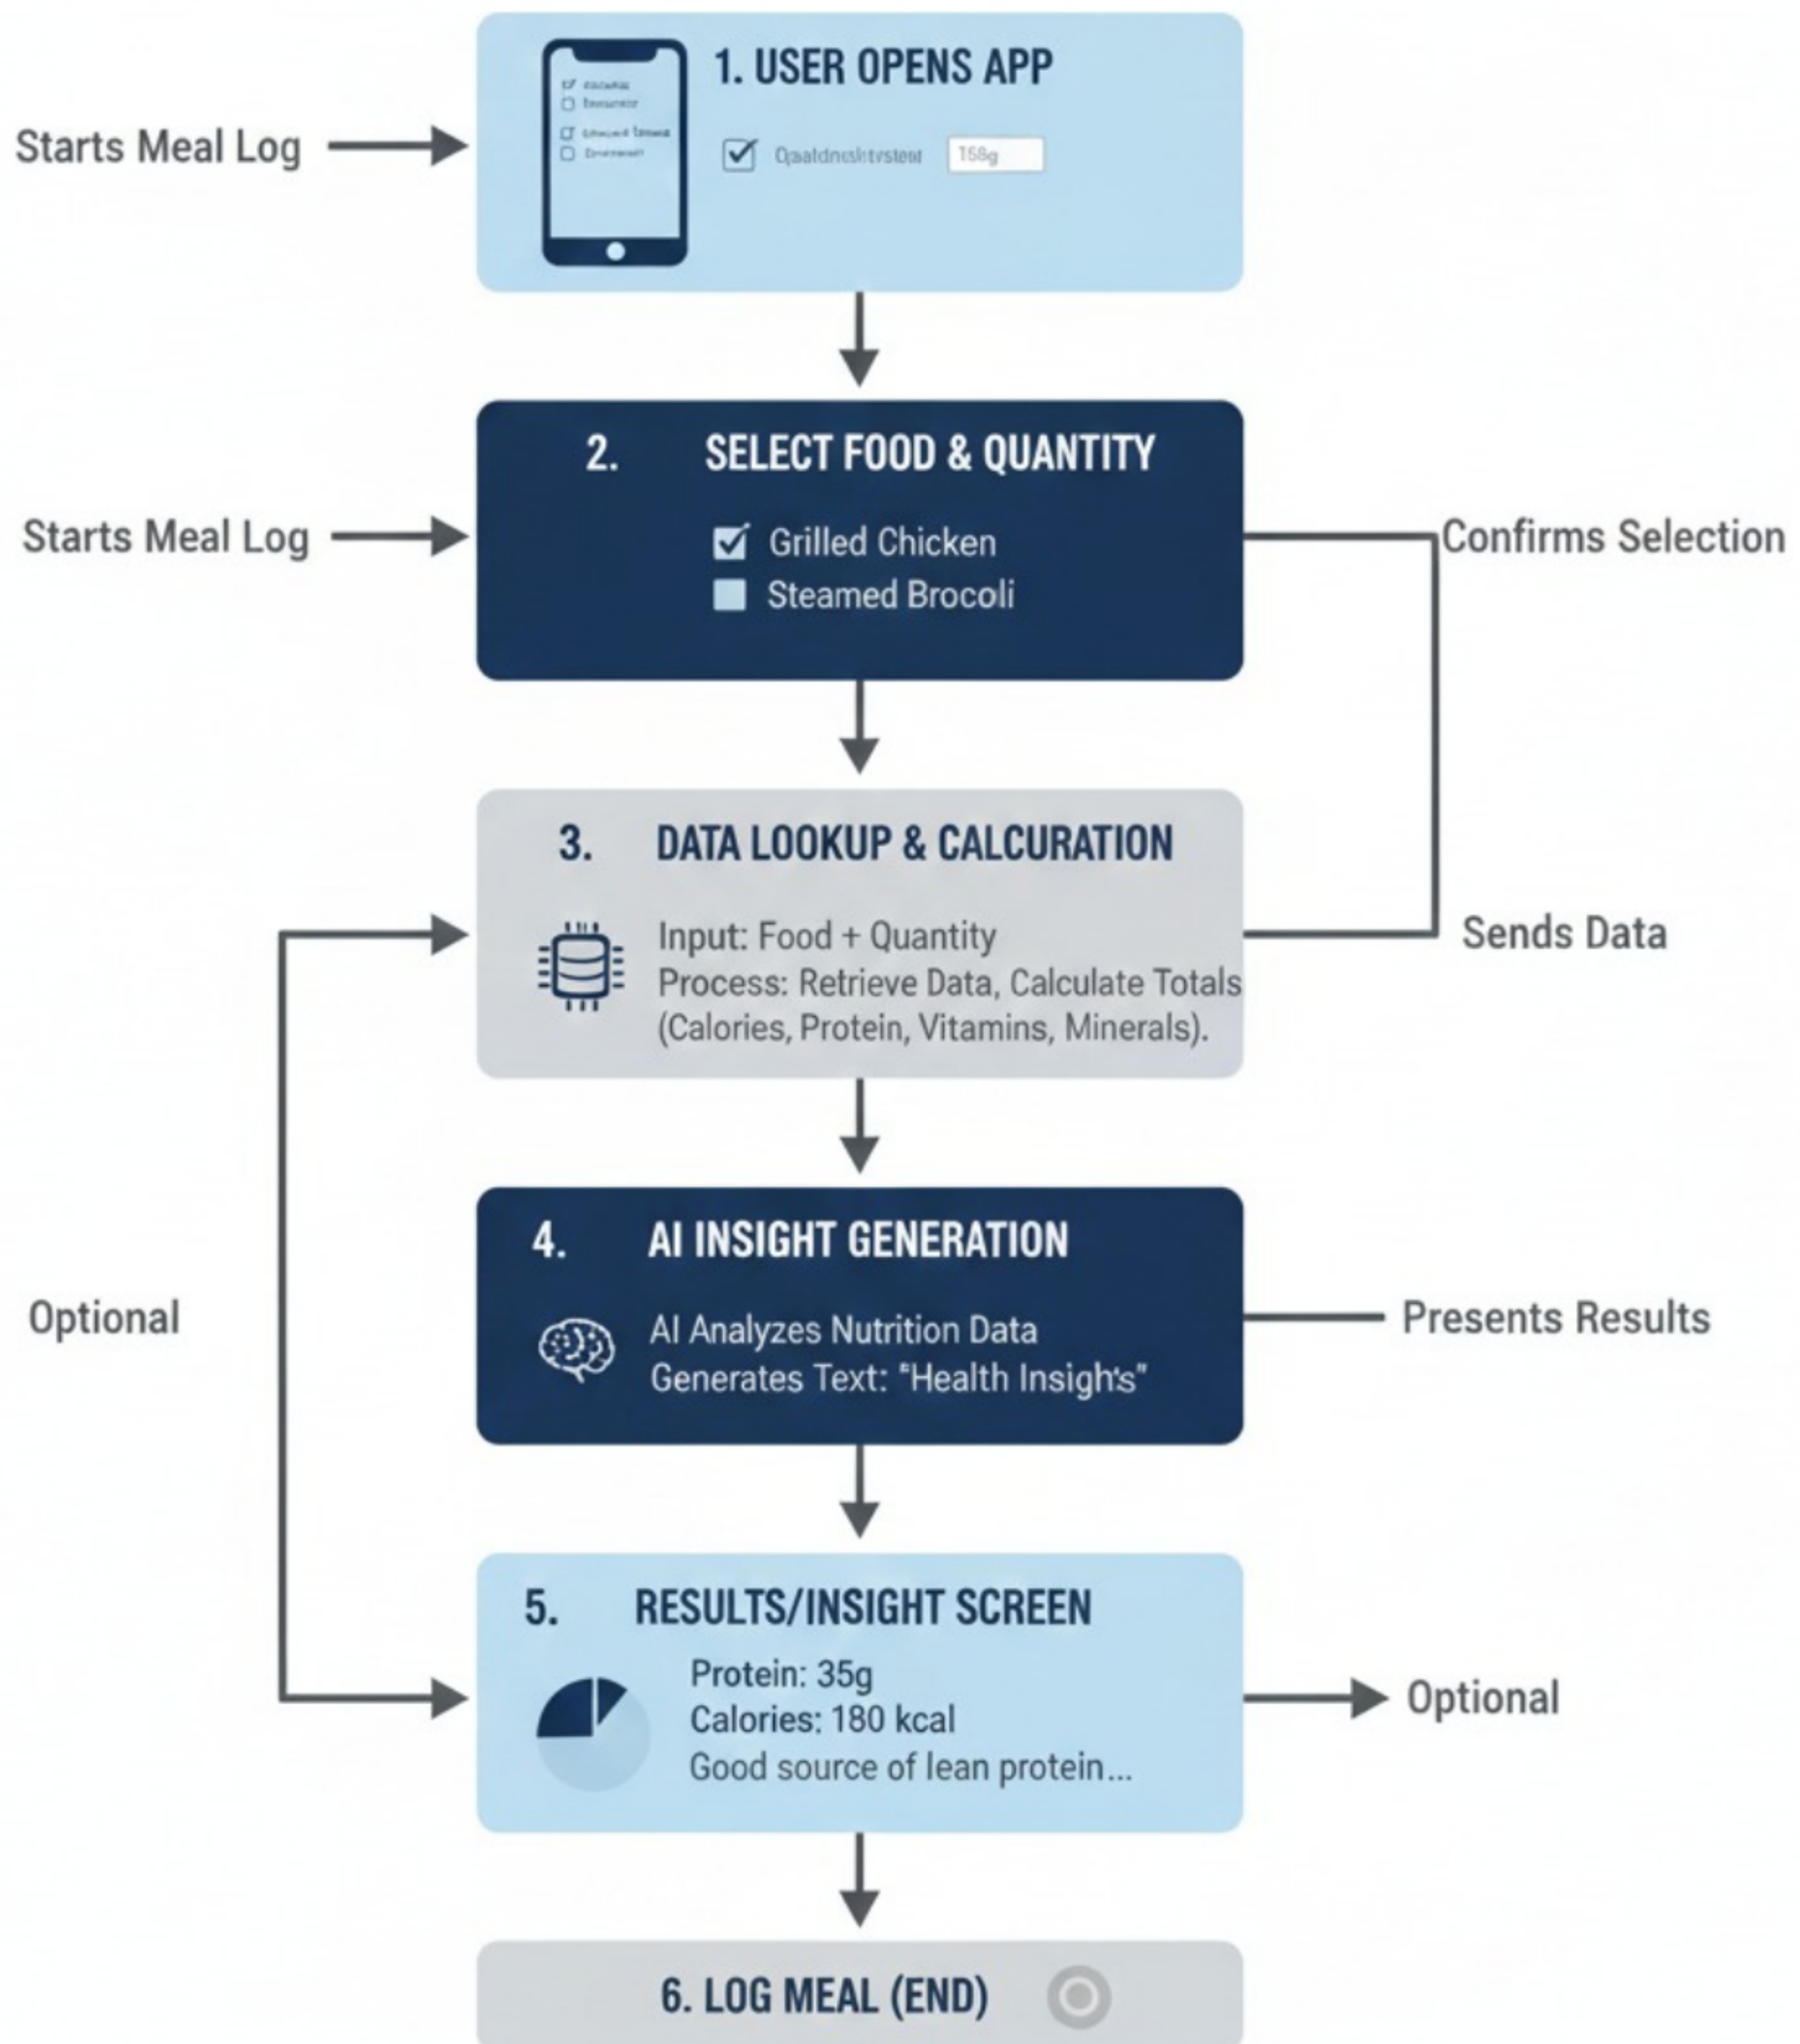 1. USER OPENS APP
Starts Meal Log
158g
2. SELECT FOOD & QUANTITY
Starts Meal Log
Grilled Chicken
Confirms Selection
Steamed Brocoli
3. DATA LOOKUP & CALCURATION
Input: Food + Quantity
Sends Data
Process: Retrieve Data, Calculate Totals
(Calories, Protein, Vitamins, Minerals).
4. AI INSIGHT GENERATION
Optional
AI Analyzes Nutrition Data
Presents Results
Generates Text: "Health Insights"
5. RESULTS/INSIGHT SCREEN
Protein: 35g
Calories: 180 kcal
Optional
Good source of lean protein...
6. LOG MEAL (END)